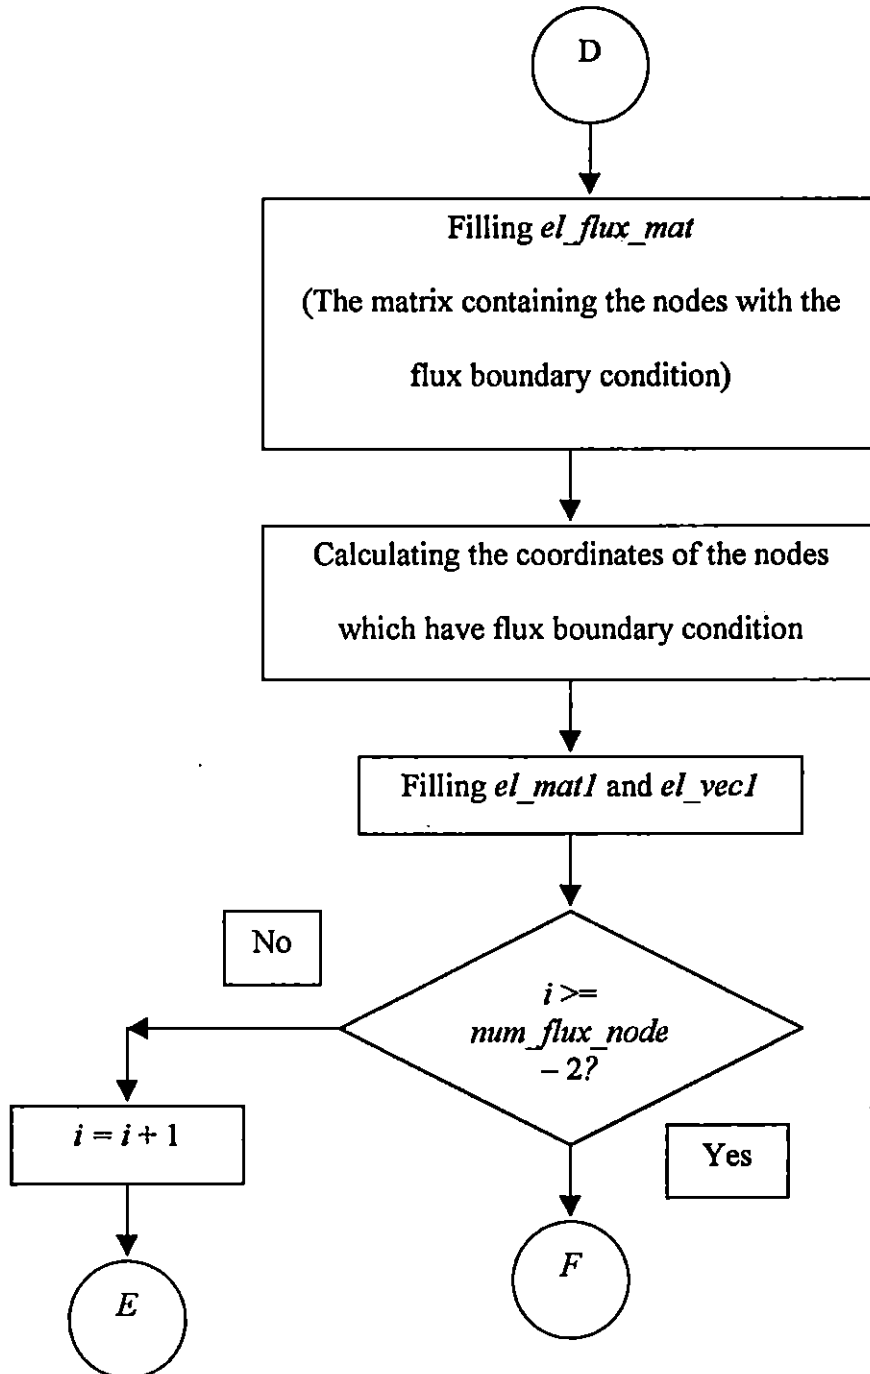 D
Filling el_flux_mat
(The matrix containing the nodes with the
flux boundary condition)
Calculating the coordinates of the nodes
which have flux boundary condition
Filling el_mat1 and el_vec1
No
i >=
num_flux_node
– 2?
i = i + 1
Yes
E
F